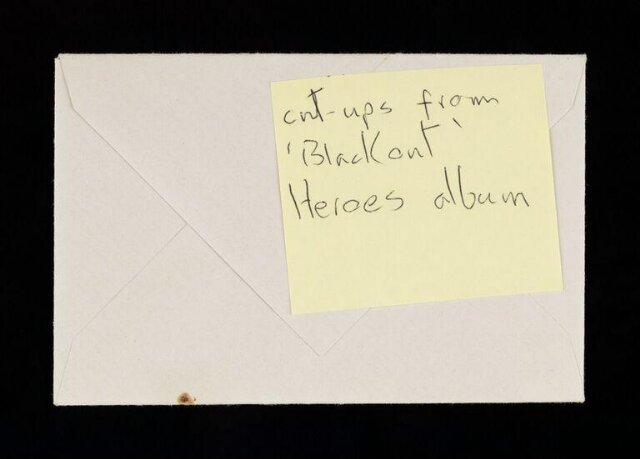 cut-ups from
'Blackout'
Heroes album